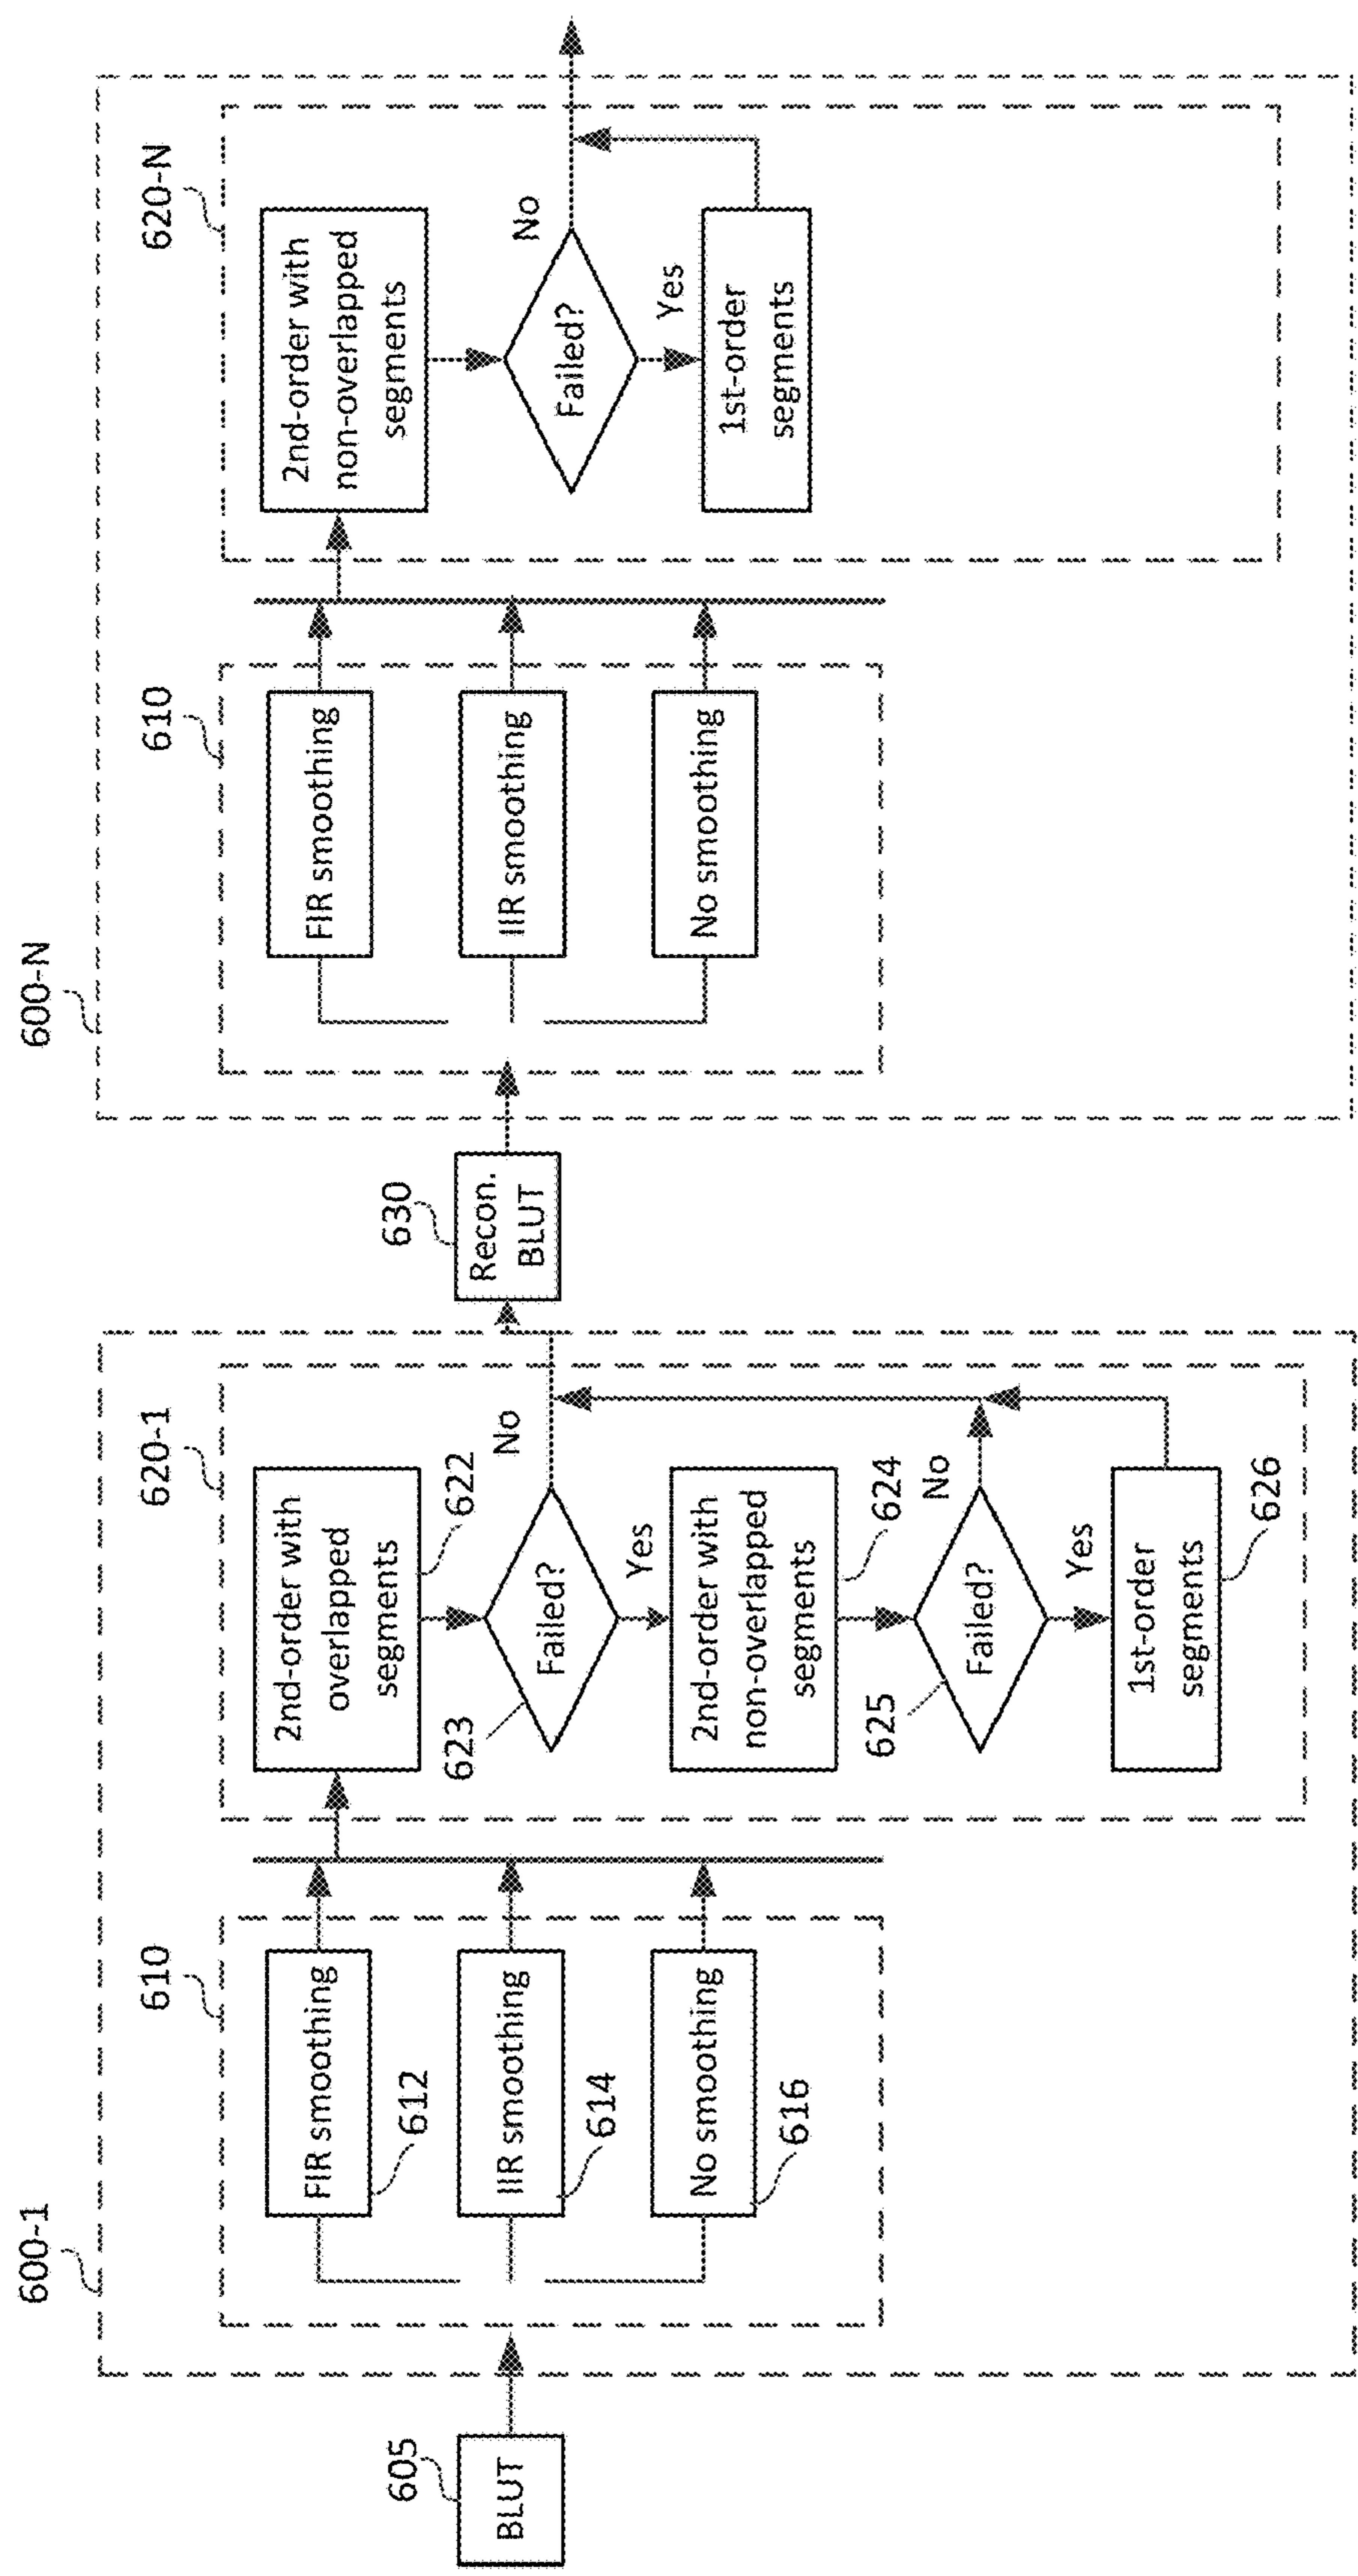 605
BLUT
600-1
610
FIR smoothing
612
IIR smoothing
614
No smoothing
616
620-1
2nd-order with
overlapped
segments
622
623
Failed?
No
Yes
2nd-order with
non-overlapped
segments
624
625
Failed?
No
Yes
1st-order
segments
626
630
Recon.
BLUT
600-N
610
FIR smoothing
IIR smoothing
No smoothing
620-N
2nd-order with
non-overlapped
segments
Failed?
No
Yes
1st-order
segments